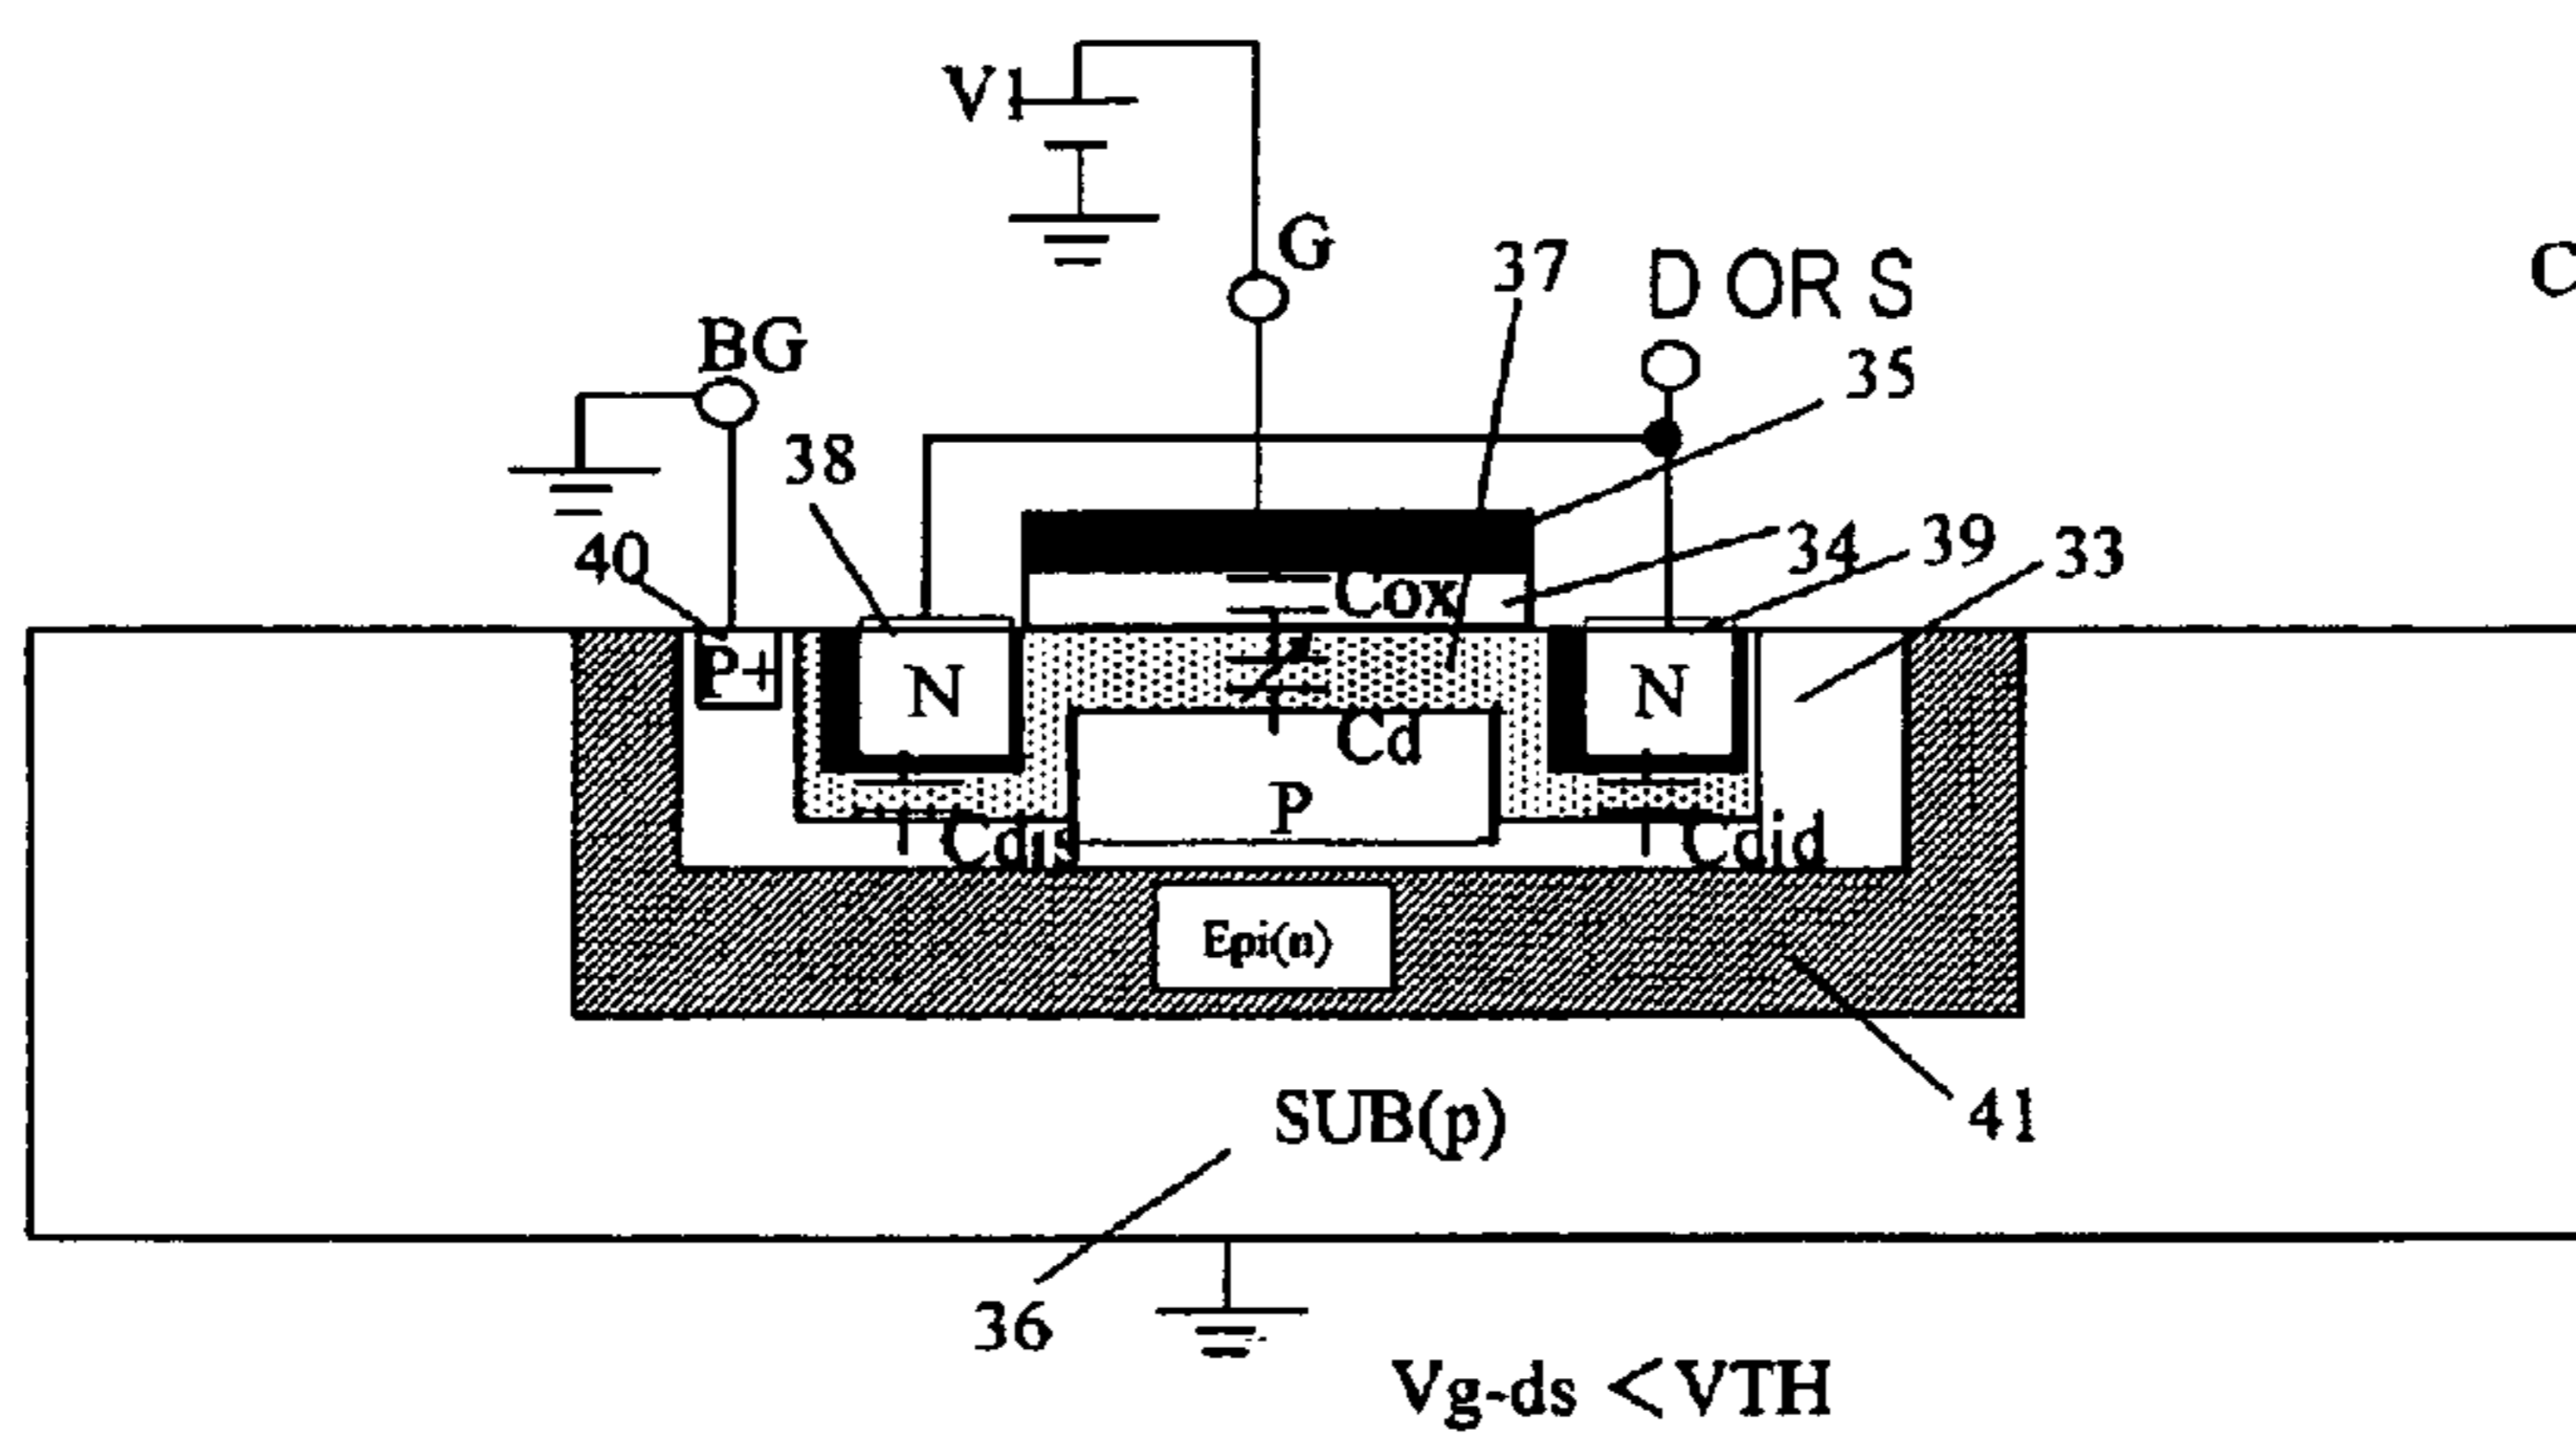 V1
G
37
D OR S
C
BG
35
38
40
34
39
33
Cox
P+
N
N
Cd
P
Cdis
Cdid
Epi(n)
SUB(p)
41
36
Vg-ds <VTH